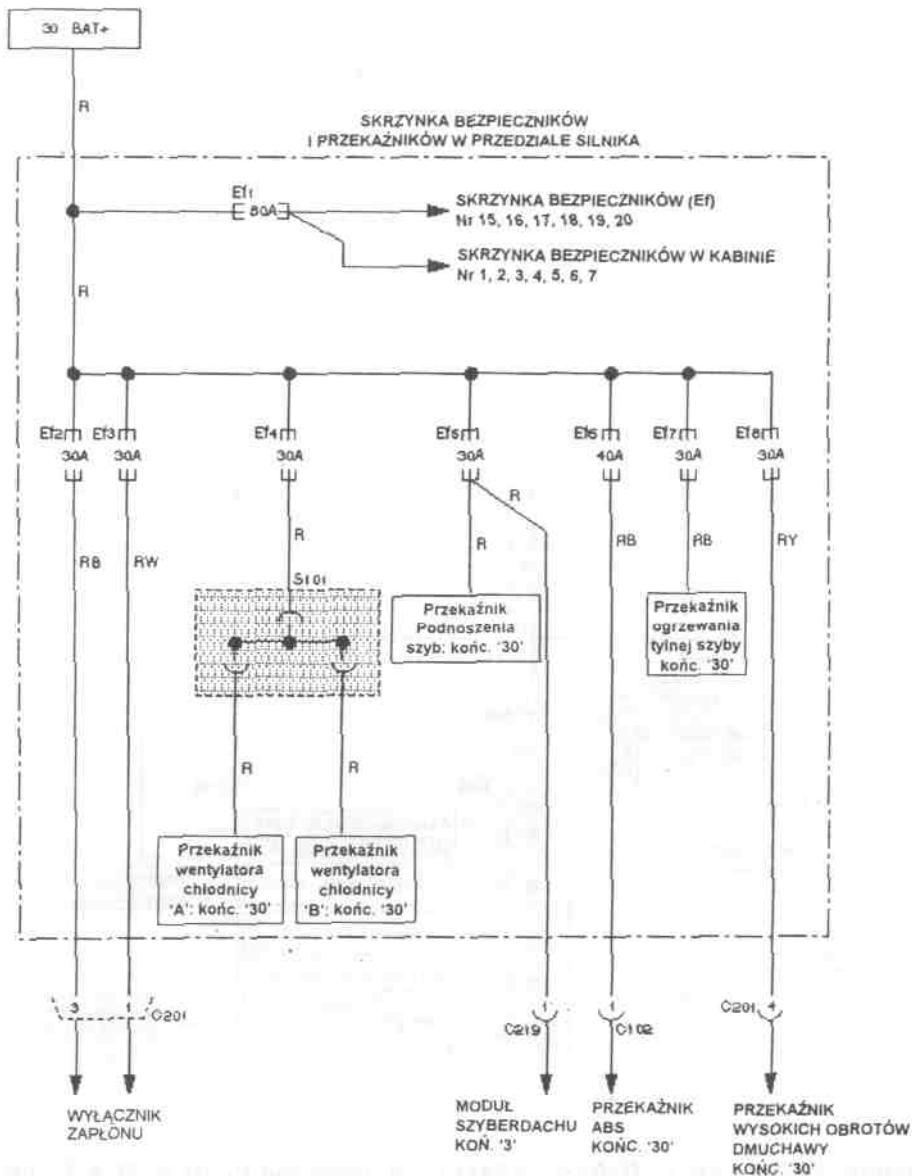 30 BAT+
R
SKRZYNKA BEZPIECZNIKÓW
I PRZEKAŹNIKÓW W PRZEDZIALE SILNIKA
Ef1
80A
SKRZYNKA BEZPIECZNIKÓW (Ef)
Nr 15, 16, 17, 18, 19, 20
SKRZYNKA BEZPIECZNIKÓW W KABINIE
Nr 1, 2, 3, 4, 5, 6, 7
R
Ef2 Ef3 Ef4 Ef5 Ef6 Ef7 Ef8
30A 30A 30A 30A 40A 30A 30A
R
RB RW R R RB RB RY
S101
Przekaźnik
Podnoszenia
szyb: końc. '30'
Przekaźnik
ogrzewania
tylnej szyby
końc. '30'
R R
Przekaźnik
wentylatora
chłodnicy
'A': końc. '30'
Przekaźnik
wentylatora
chłodnicy
'B': końc. '30'
3 1 C201
1 C219
1 C102
C201 4
WYŁĄCZNIK
ZAPŁONU
MODUŁ
SZYBERDACHU
KOŃ. '3'
PRZEKAŹNIK
ABS
KOŃC. '30'
PRZEKAŹNIK
WYSOKICH OBROTÓW
DMUCHAWY
KOŃC. '30'